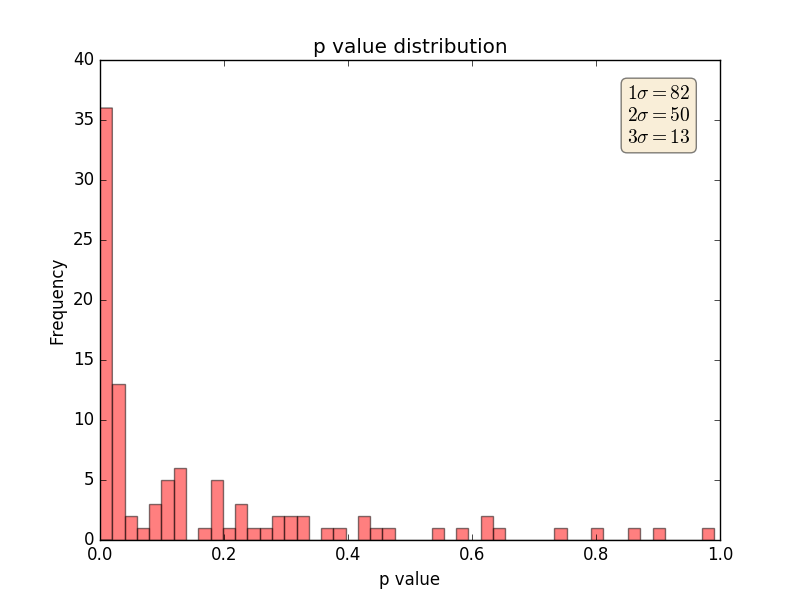 p value distribution
1σ = 82
2σ = 50
3σ = 13
40
35
30
25
20
15
10
5
0
Frequency
0.0 0.2 0.4 0.6 0.8 1.0
p value